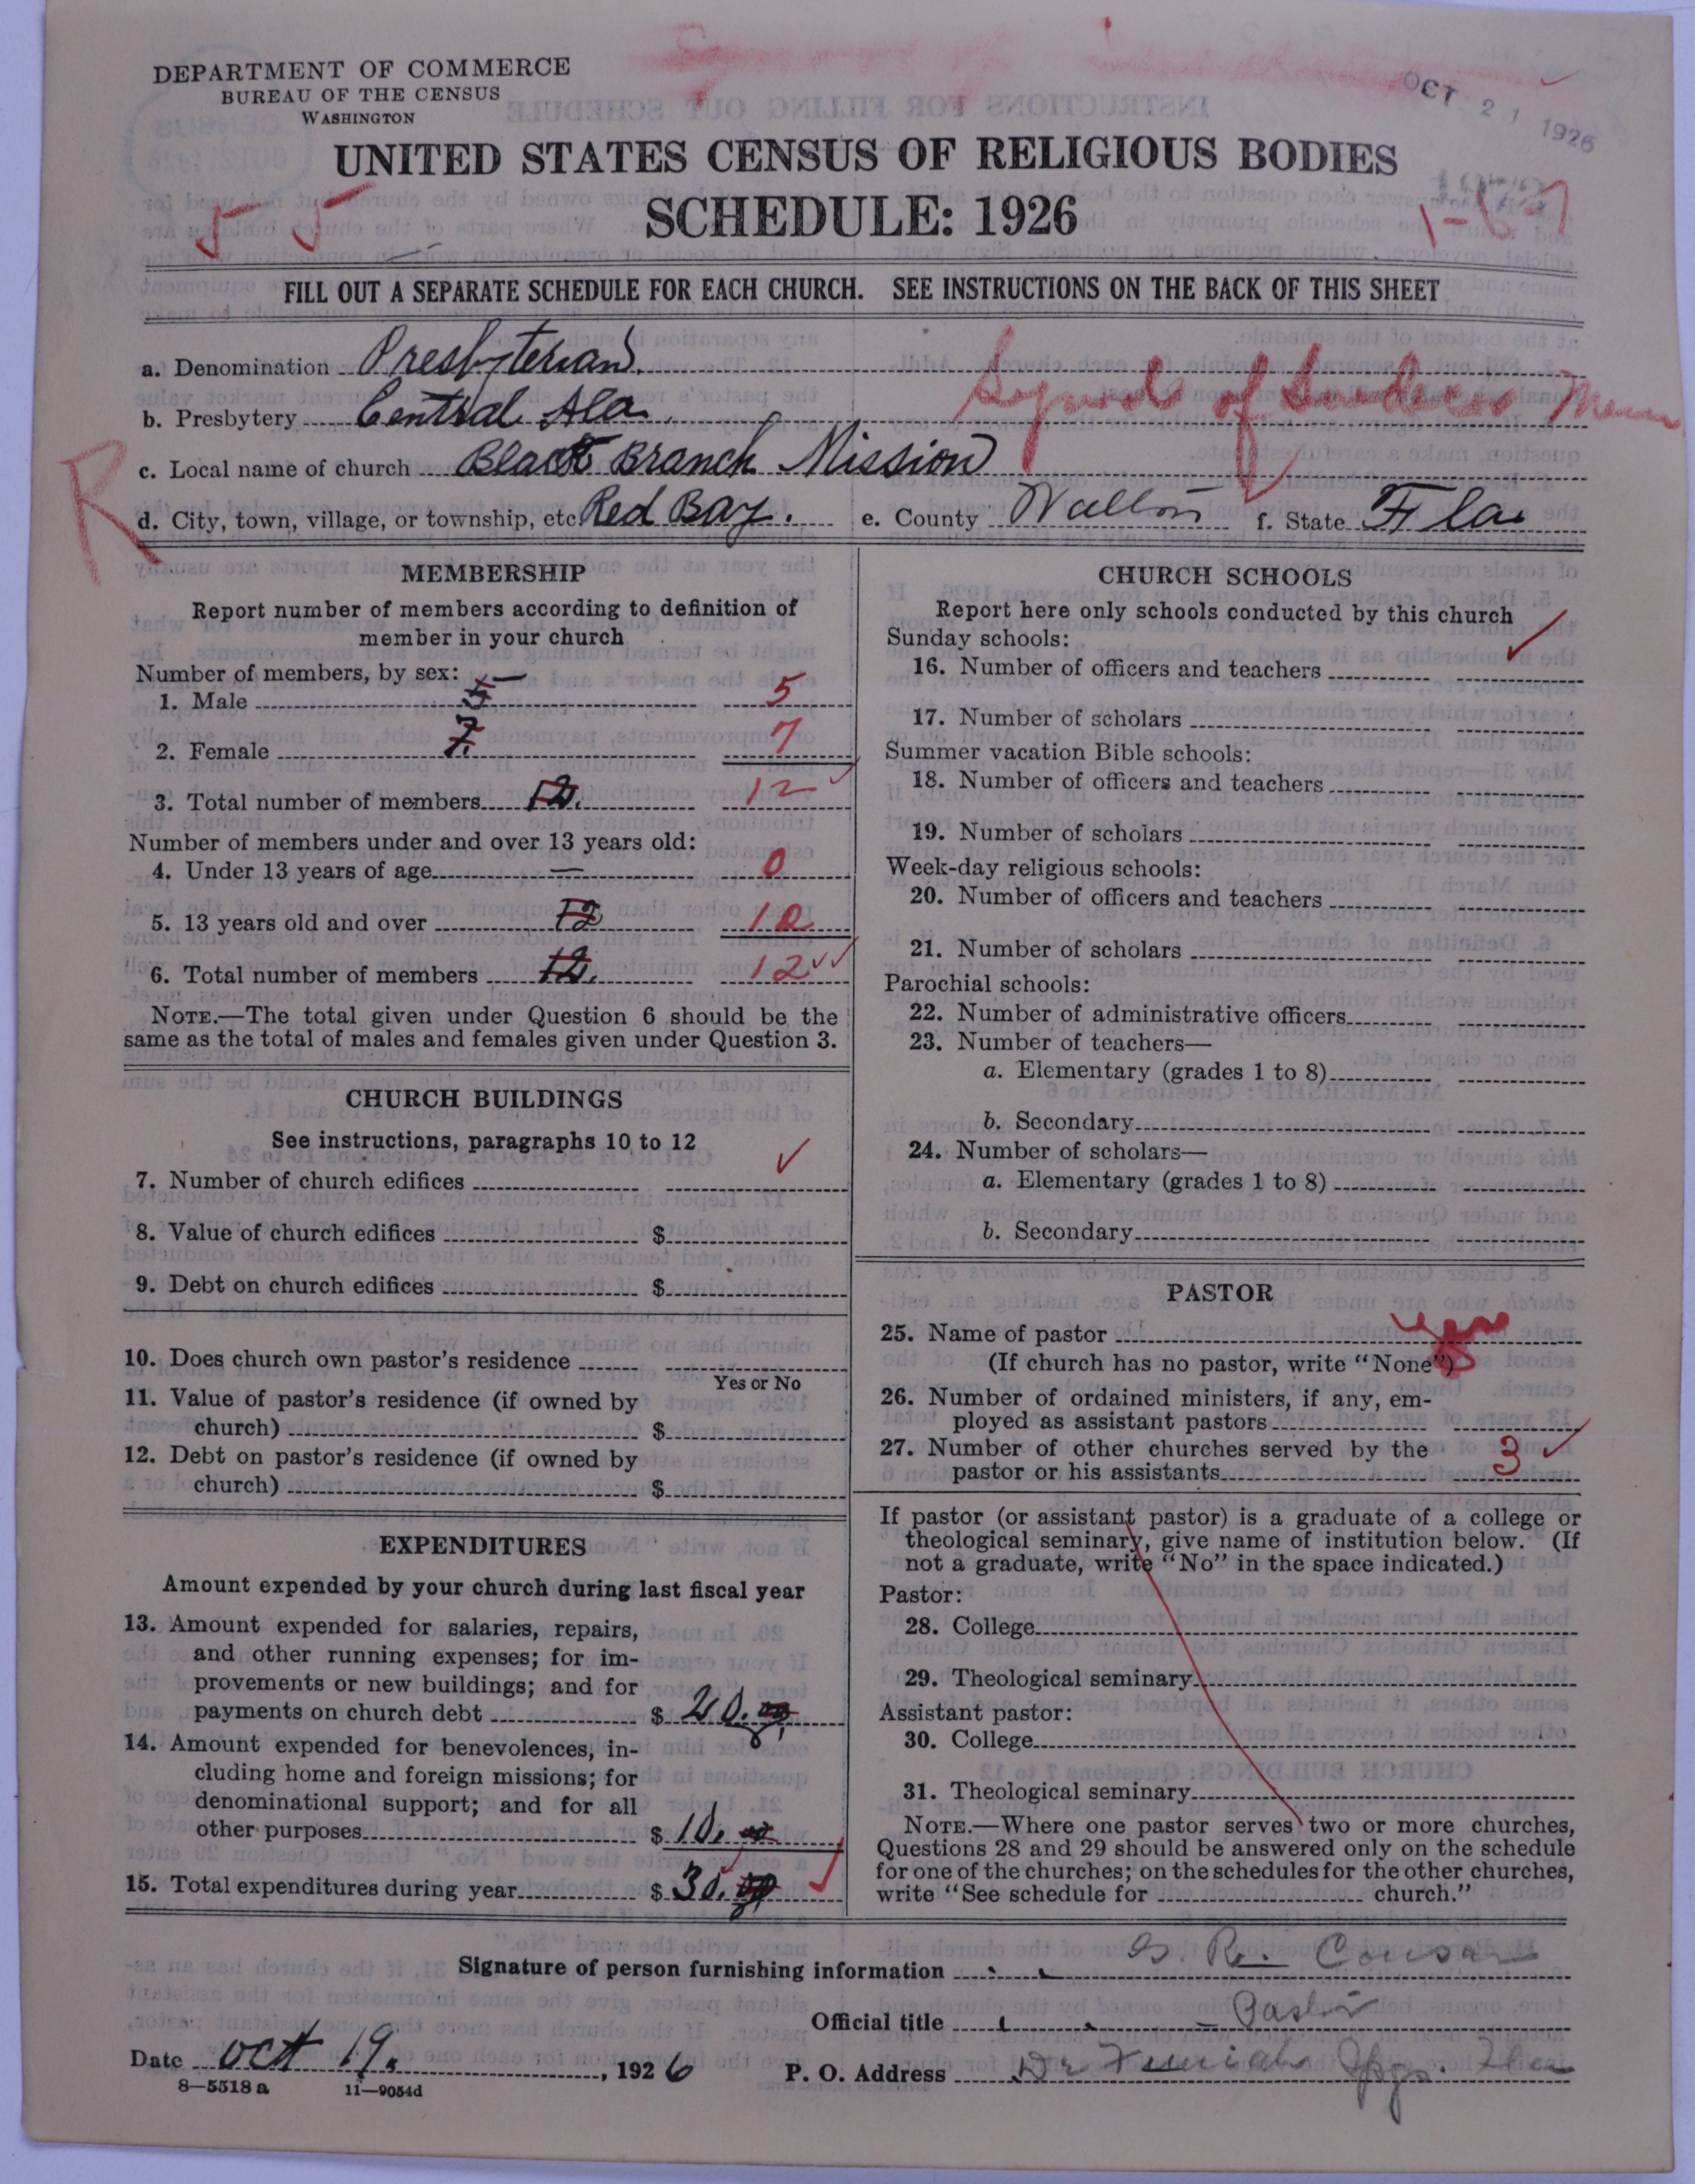 DEPARTMENT OF COMMERCE
BUREAU OF THE CENSUS
WASHINGTON
OCT 21 1926
UNITED STATES CENSUS OF RELIGIOUS BODIES
SCHEDULE: 1926
FILL OUT A SEPARATE SCHEDULE FOR EACH CHURCH. SEE INSTRUCTIONS ON THE BACK OF THIS SHEET
a. Denomination Presbyterian.
b. Presbytery Central Ala.
c. Local name of church Black Branch Mission
R
d. City, town, village, or township, etc. Red Bay. e. County Walton f. State Fla
MEMBERSHIP
Report number of members according to definition of
member in your church
Number of members, by sex:
1. Male 5 5
2. Female 7. 7
3. Total number of members 12. 12
Number of members under and over 13 years old:
4. Under 13 years of age — 0
5. 13 years old and over 12 12
6. Total number of members 12. 12
NOTE.—The total given under Question 6 should be the
same as the total of males and females given under Question 3.
CHURCH BUILDINGS
See instructions, paragraphs 10 to 12
7. Number of church edifices
8. Value of church edifices $
9. Debt on church edifices $
10. Does church own pastor's residence
Yes or No
11. Value of pastor's residence (if owned by
church) $
12. Debt on pastor's residence (if owned by
church) $
EXPENDITURES
Amount expended by your church during last fiscal year
13. Amount expended for salaries, repairs,
and other running expenses; for im-
provements or new buildings; and for
payments on church debt $ 20.00
14. Amount expended for benevolences, in-
cluding home and foreign missions; for
denominational support; and for all
other purposes $ 10.00
15. Total expenditures during year $ 30.00
CHURCH SCHOOLS
Report here only schools conducted by this church
Sunday schools:
16. Number of officers and teachers
17. Number of scholars
Summer vacation Bible schools:
18. Number of officers and teachers
19. Number of scholars
Week-day religious schools:
20. Number of officers and teachers
21. Number of scholars
Parochial schools:
22. Number of administrative officers
23. Number of teachers—
a. Elementary (grades 1 to 8)
b. Secondary
24. Number of scholars—
a. Elementary (grades 1 to 8)
b. Secondary
PASTOR
25. Name of pastor yes
(If church has no pastor, write "None")
26. Number of ordained ministers, if any, em-
ployed as assistant pastors
27. Number of other churches served by the
pastor or his assistants 3
If pastor (or assistant pastor) is a graduate of a college or
theological seminary, give name of institution below. (If
not a graduate, write "No" in the space indicated.)
Pastor:
28. College
29. Theological seminary
Assistant pastor:
30. College
31. Theological seminary
NOTE.—Where one pastor serves two or more churches,
Questions 28 and 29 should be answered only on the schedule
for one of the churches; on the schedules for the other churches,
write "See schedule for church."
Signature of person furnishing information R. Cousar
Official title Pastor
Date Oct 19. , 1926 P. O. Address De Funiak Spgs. Fla
8—5518 a 11—9054d